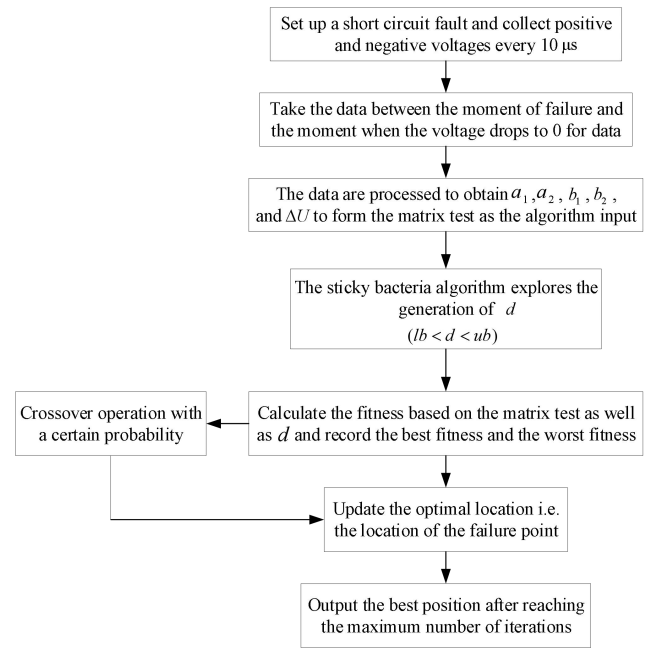 Set up a short circuit fault and collect positive
and negative voltages every 10 μs
Take the data between the moment of failure and
the moment when the voltage drops to 0 for data
The data are processed to obtain a₁,a₂, b₁, b₂,
and ΔU to form the matrix test as the algorithm input
The sticky bacteria algorithm explores the
generation of d
(lb < d < ub)
Crossover operation with
a certain probability
Calculate the fitness based on the matrix test as well
as d and record the best fitness and the worst fitness
Update the optimal location i.e.
the location of the failure point
Output the best position after reaching
the maximum number of iterations